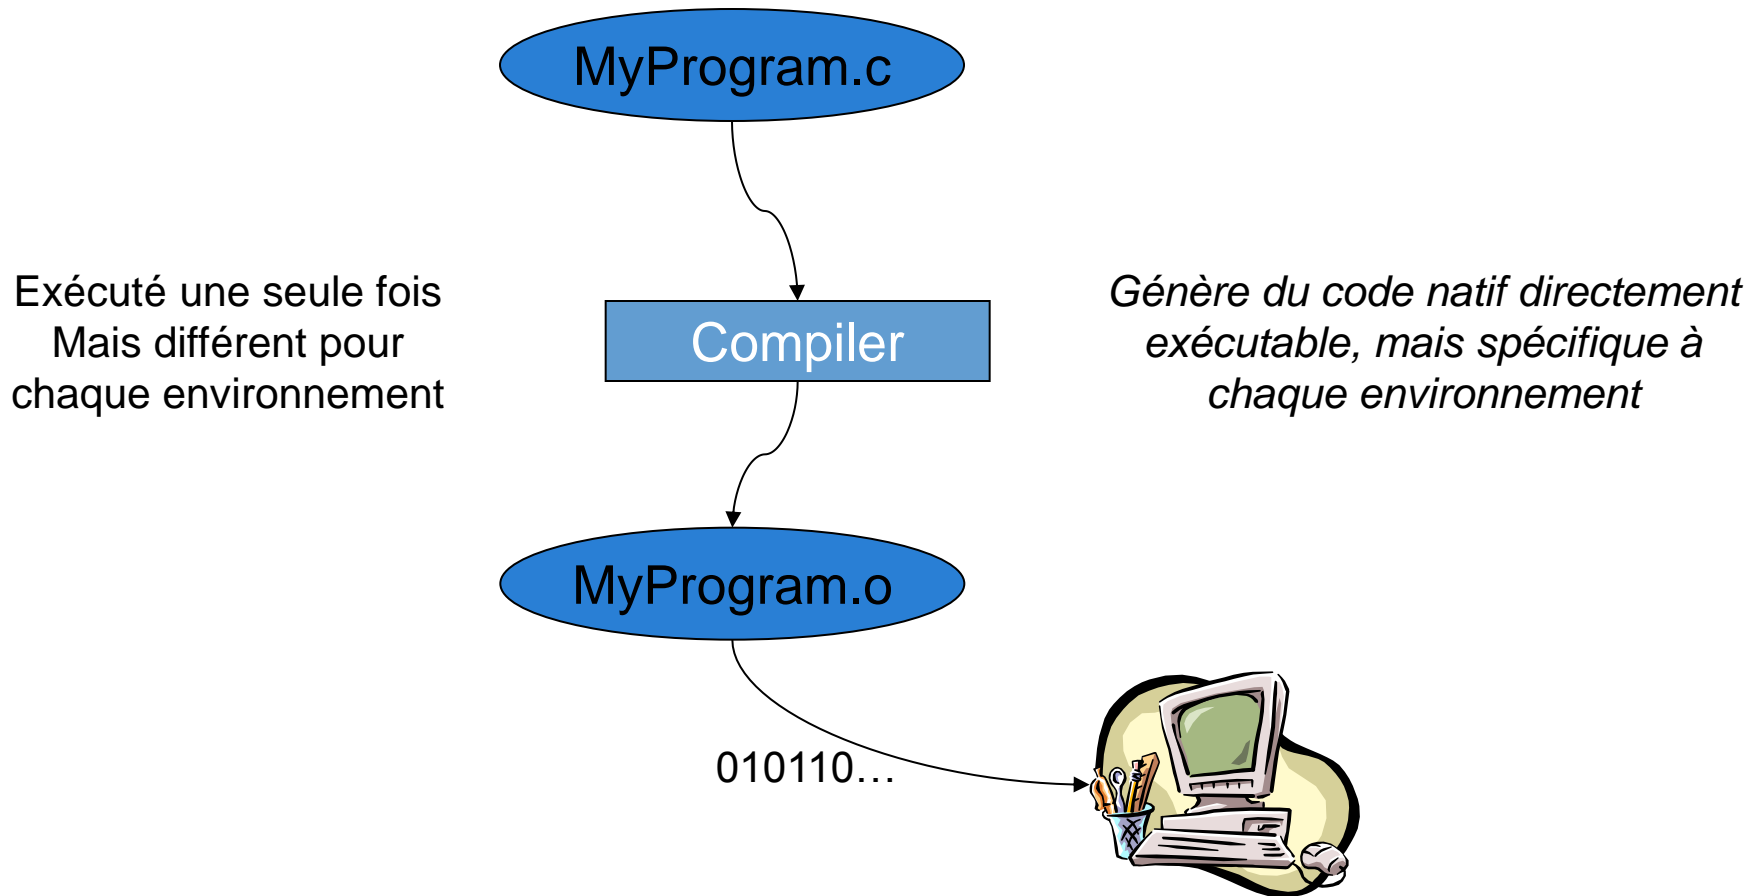 MyProgram.c
Exécuté une seule fois
Mais différent pour
chaque environnement
Compiler
Génère du code natif directement
exécutable, mais spécifique à
chaque environnement
MyProgram.o
010110…